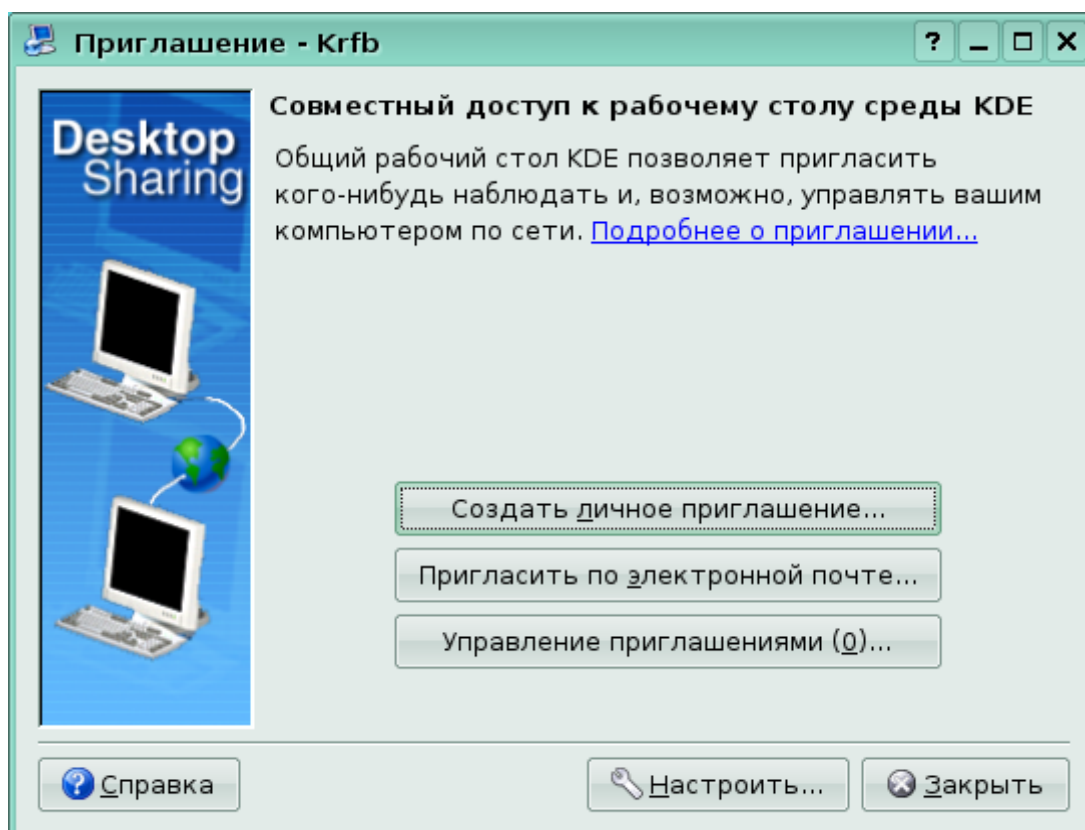 Приглашение - Krfb
Desktop
Sharing
Совместный доступ к рабочему столу среды KDE
Общий рабочий стол KDE позволяет пригласить
кого-нибудь наблюдать и, возможно, управлять вашим
компьютером по сети. Подробнее о приглашении...
Создать личное приглашение...
Пригласить по электронной почте...
Управление приглашениями (0)...
Справка
Настроить...
Закрыть